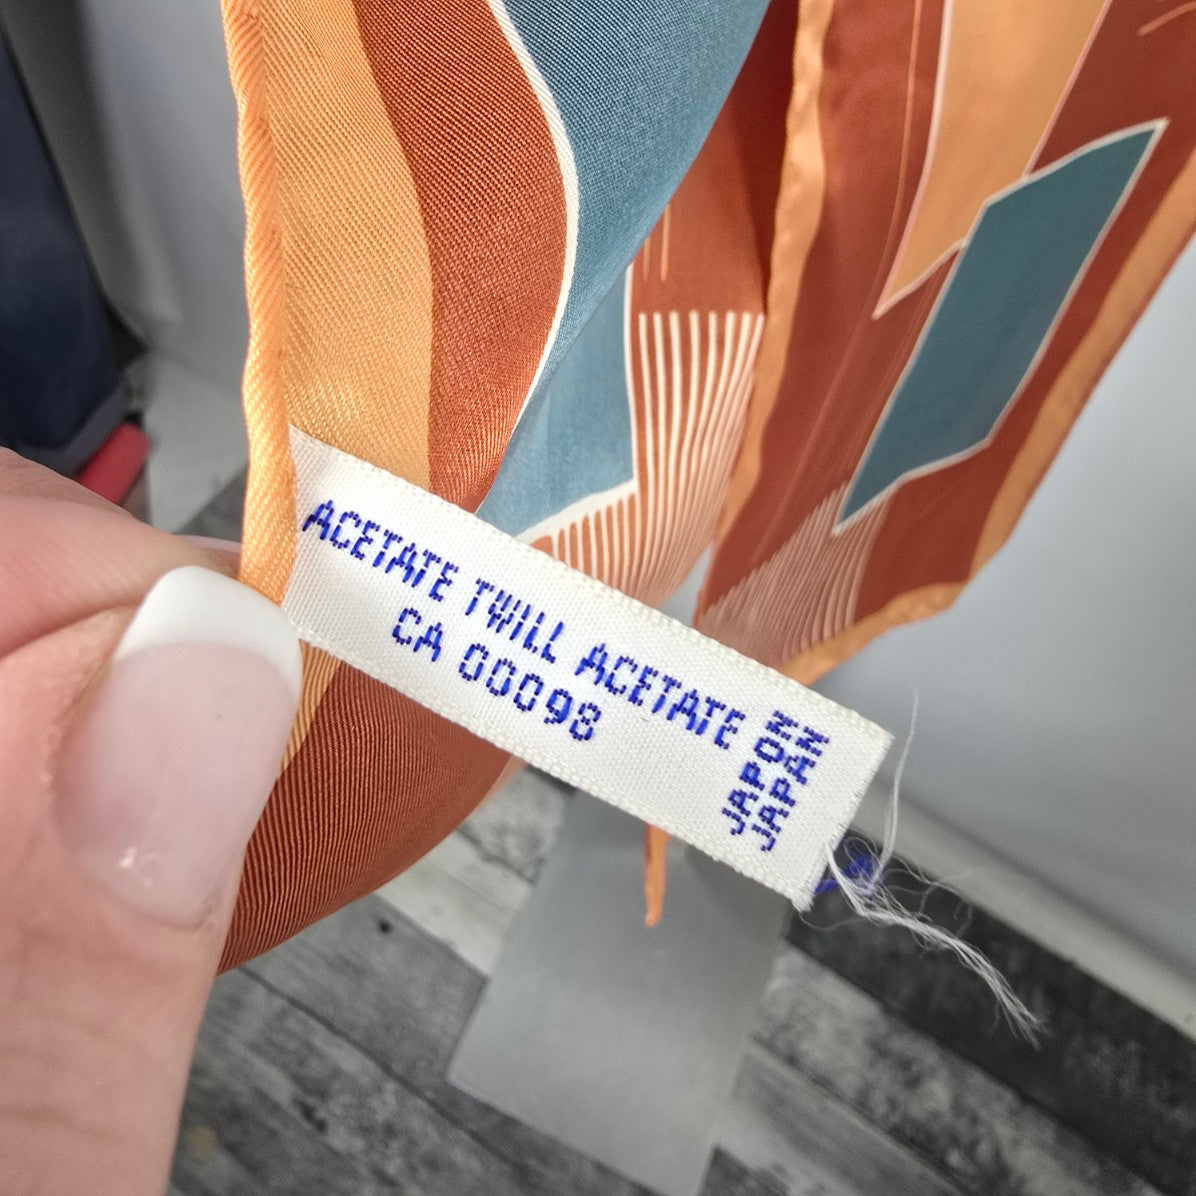 ACETATE TWILL ACETATE
CA 00098
JAPON
JAPAN